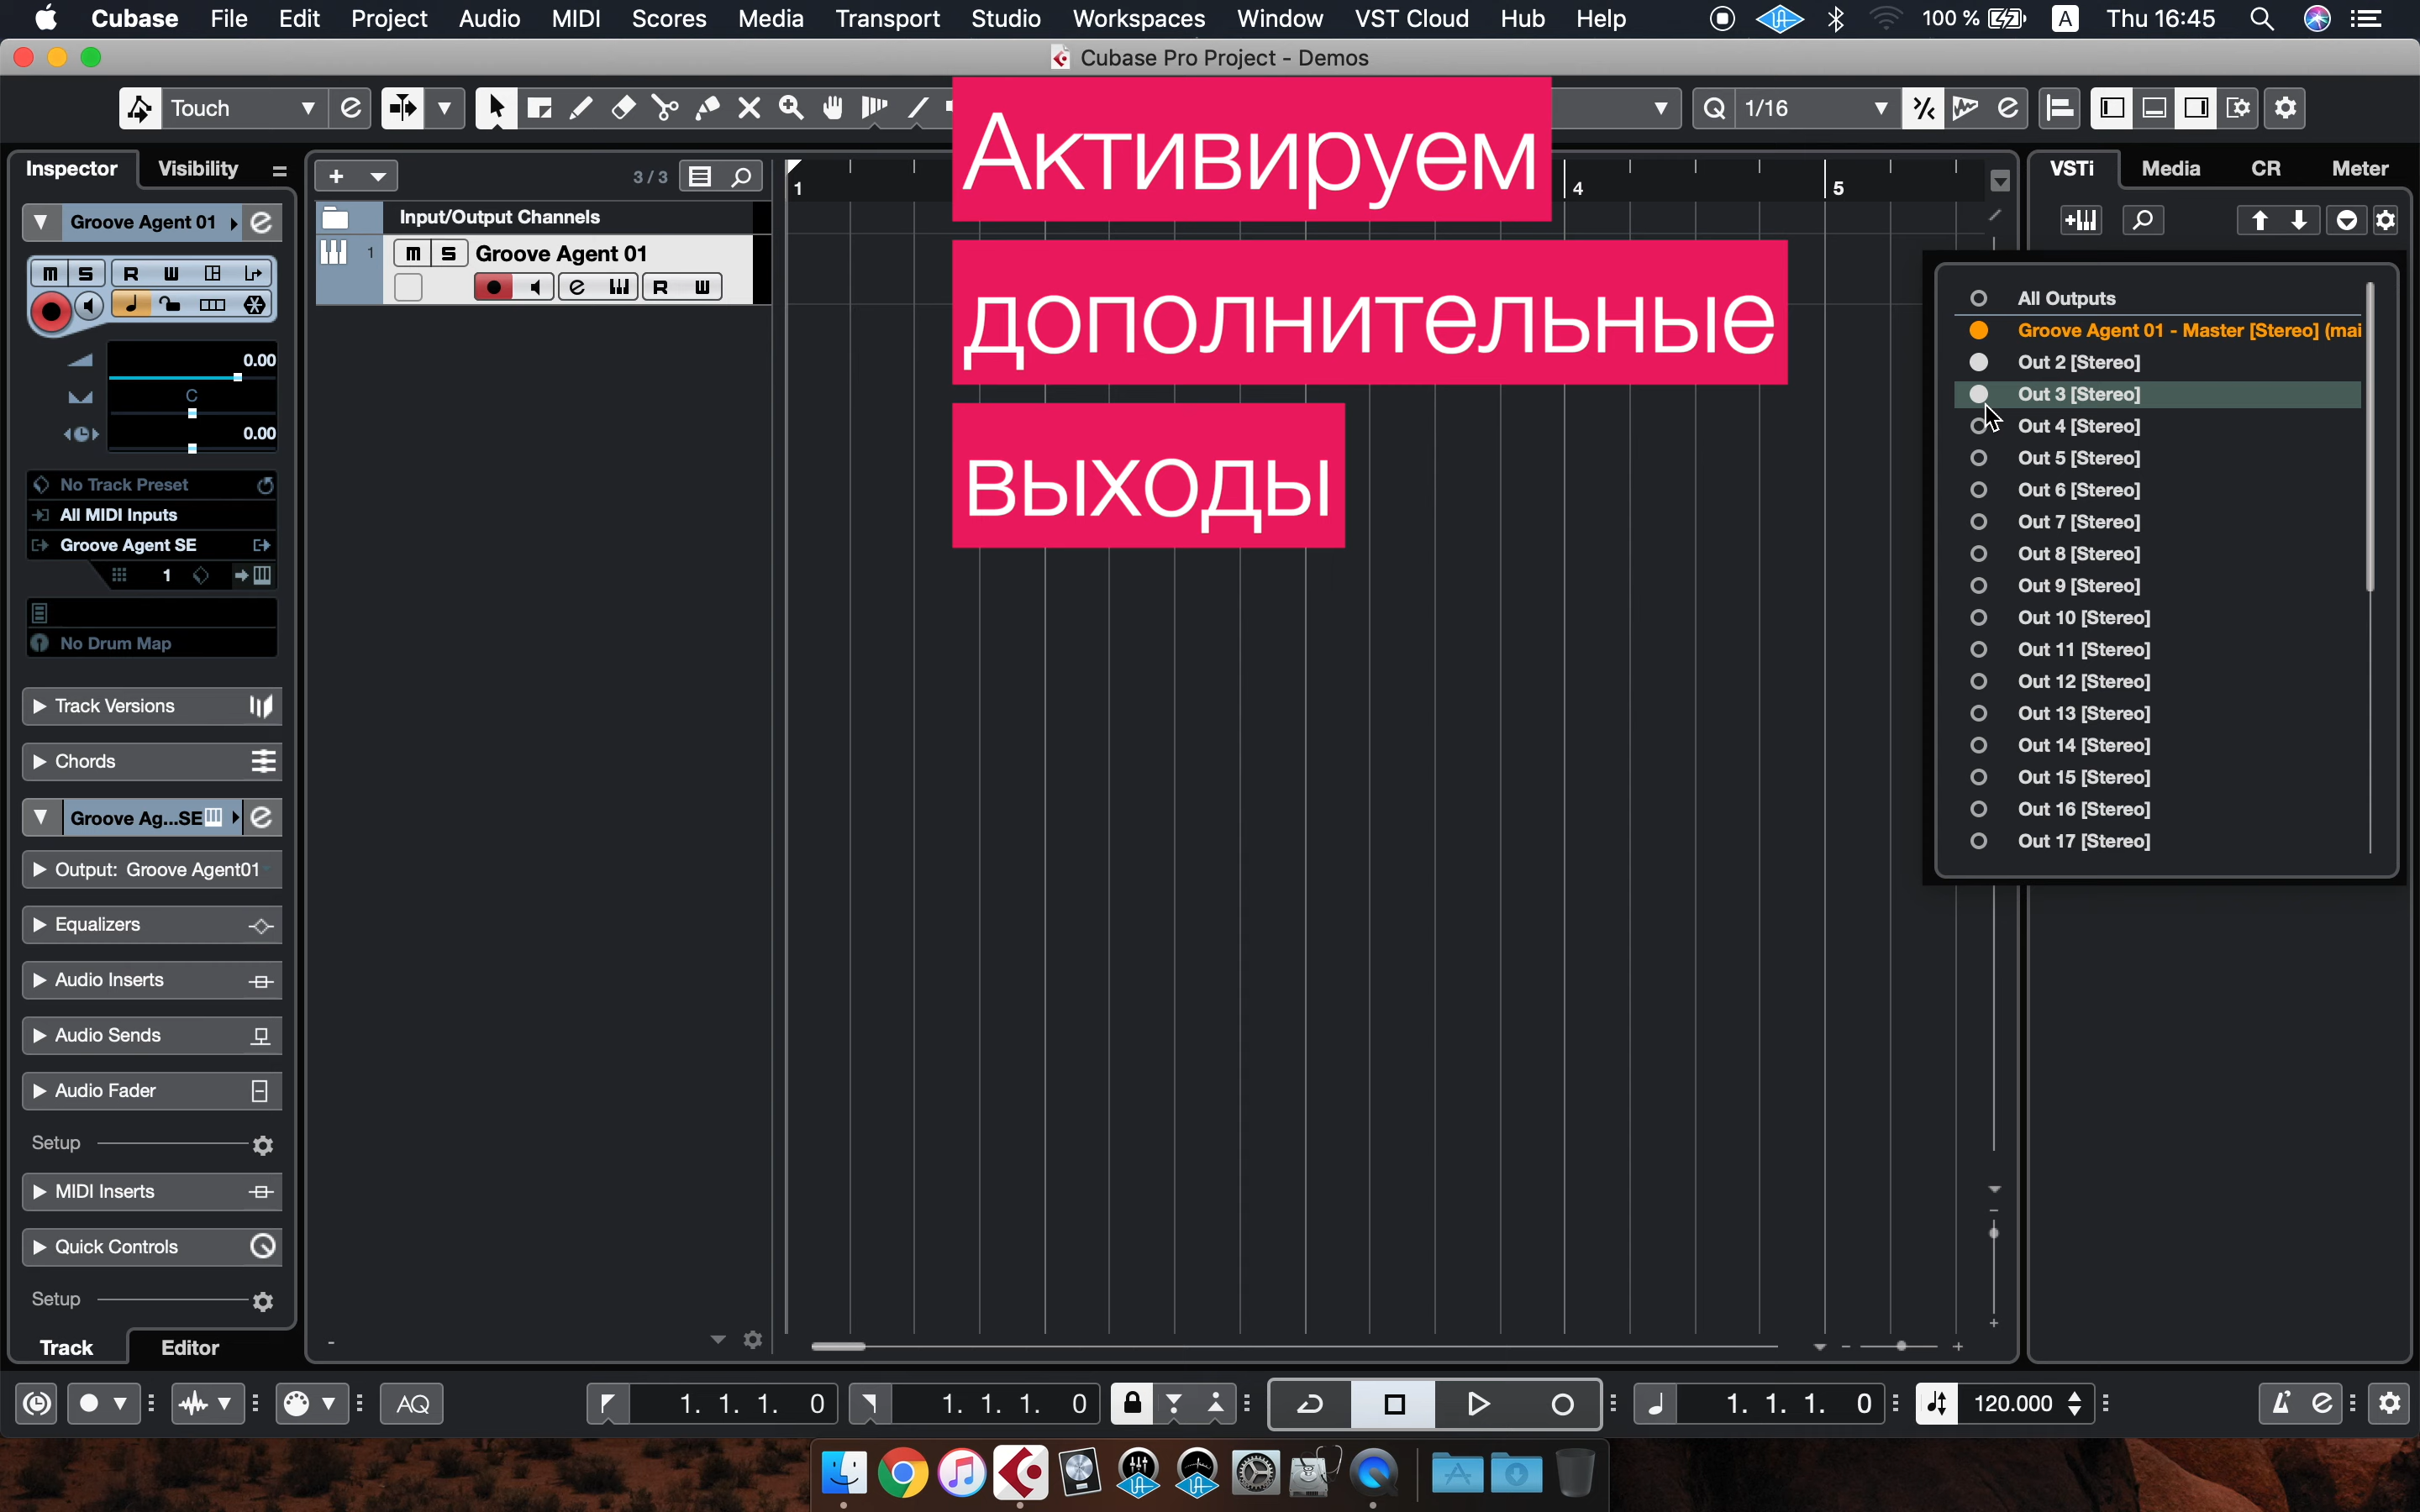 Cubase File Edit Project Audio MIDI Scores Media Transport Studio Workspaces Window VST Cloud Hub Help 100 % A Thu 16:45
Cubase Pro Project - Demos
Touch 1/16
Активируем
дополнительные
выходы
Inspector Visibility
3 / 3
1 4 5
VSTi Media CR Meter
Groove Agent 01
Input/Output Channels
1 M S Groove Agent 01
R W
M S R W
0.00
C
0.00
No Track Preset
All MIDI Inputs
Groove Agent SE
1
No Drum Map
Track Versions
Chords
Groove Ag...SE
Output: Groove Agent01
Equalizers
Audio Inserts
Audio Sends
Audio Fader
Setup
MIDI Inserts
Quick Controls
Setup
Track Editor
All Outputs
Groove Agent 01 - Master [Stereo] (mai
Out 2 [Stereo]
Out 3 [Stereo]
Out 4 [Stereo]
Out 5 [Stereo]
Out 6 [Stereo]
Out 7 [Stereo]
Out 8 [Stereo]
Out 9 [Stereo]
Out 10 [Stereo]
Out 11 [Stereo]
Out 12 [Stereo]
Out 13 [Stereo]
Out 14 [Stereo]
Out 15 [Stereo]
Out 16 [Stereo]
Out 17 [Stereo]
AQ 1. 1. 1. 0 1. 1. 1. 0 1. 1. 1. 0 120.000